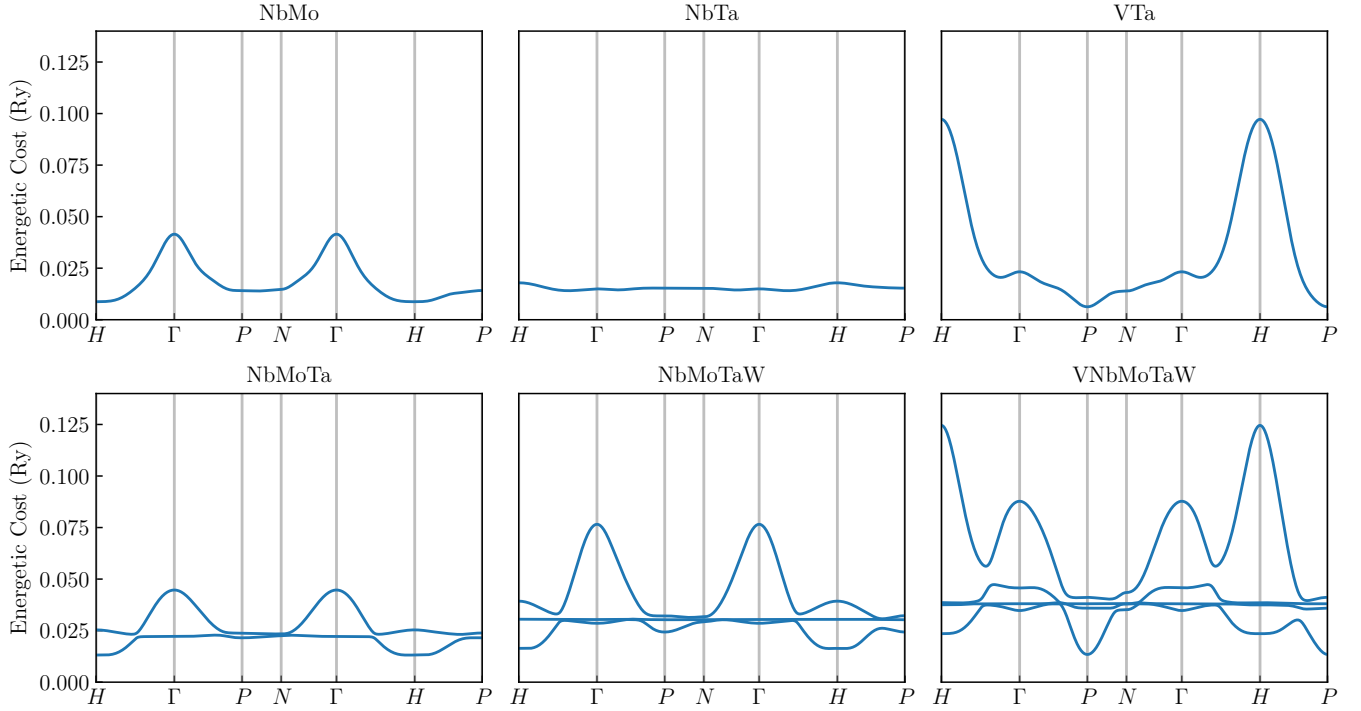 NbMo NbTa VTa
Energetic Cost (Ry)
0.125
0.100
0.075
0.050
0.025
0.000
H Γ P N Γ H P
H Γ P N Γ H P
H Γ P N Γ H P
NbMoTa NbMoTaW VNbMoTaW
Energetic Cost (Ry)
0.125
0.100
0.075
0.050
0.025
0.000
H Γ P N Γ H P
H Γ P N Γ H P
H Γ P N Γ H P